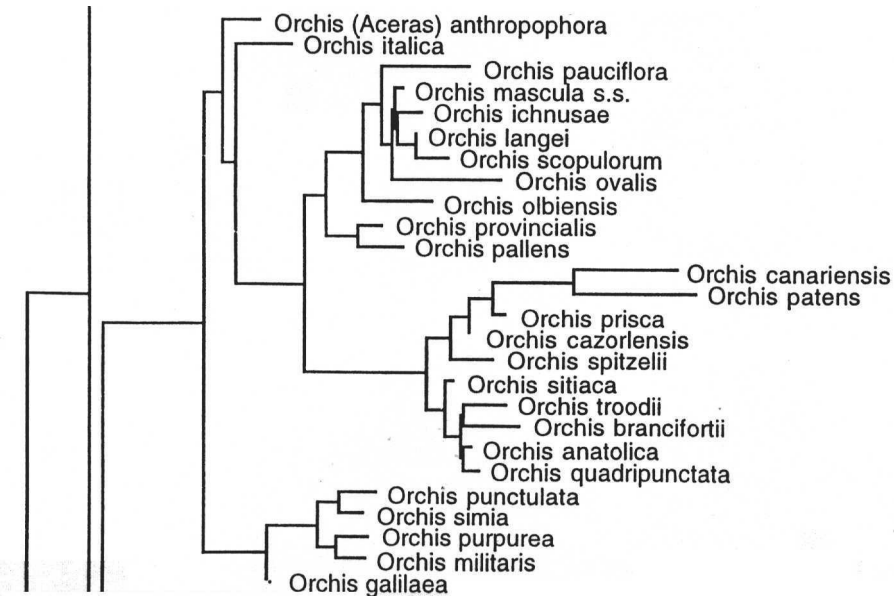 Orchis (Aceras) anthropophora
Orchis italica
Orchis pauciflora
Orchis mascula s.s.
Orchis ichnusae
Orchis langei
Orchis scopulorum
Orchis ovalis
Orchis olbiensis
Orchis provincialis
Orchis pallens
Orchis canariensis
Orchis patens
Orchis prisca
Orchis cazorlensis
Orchis spitzelii
Orchis sitiaca
Orchis troodii
Orchis brancifortii
Orchis anatolica
Orchis quadripunctata
Orchis punctulata
Orchis simia
Orchis purpurea
Orchis militaris
Orchis galilaea